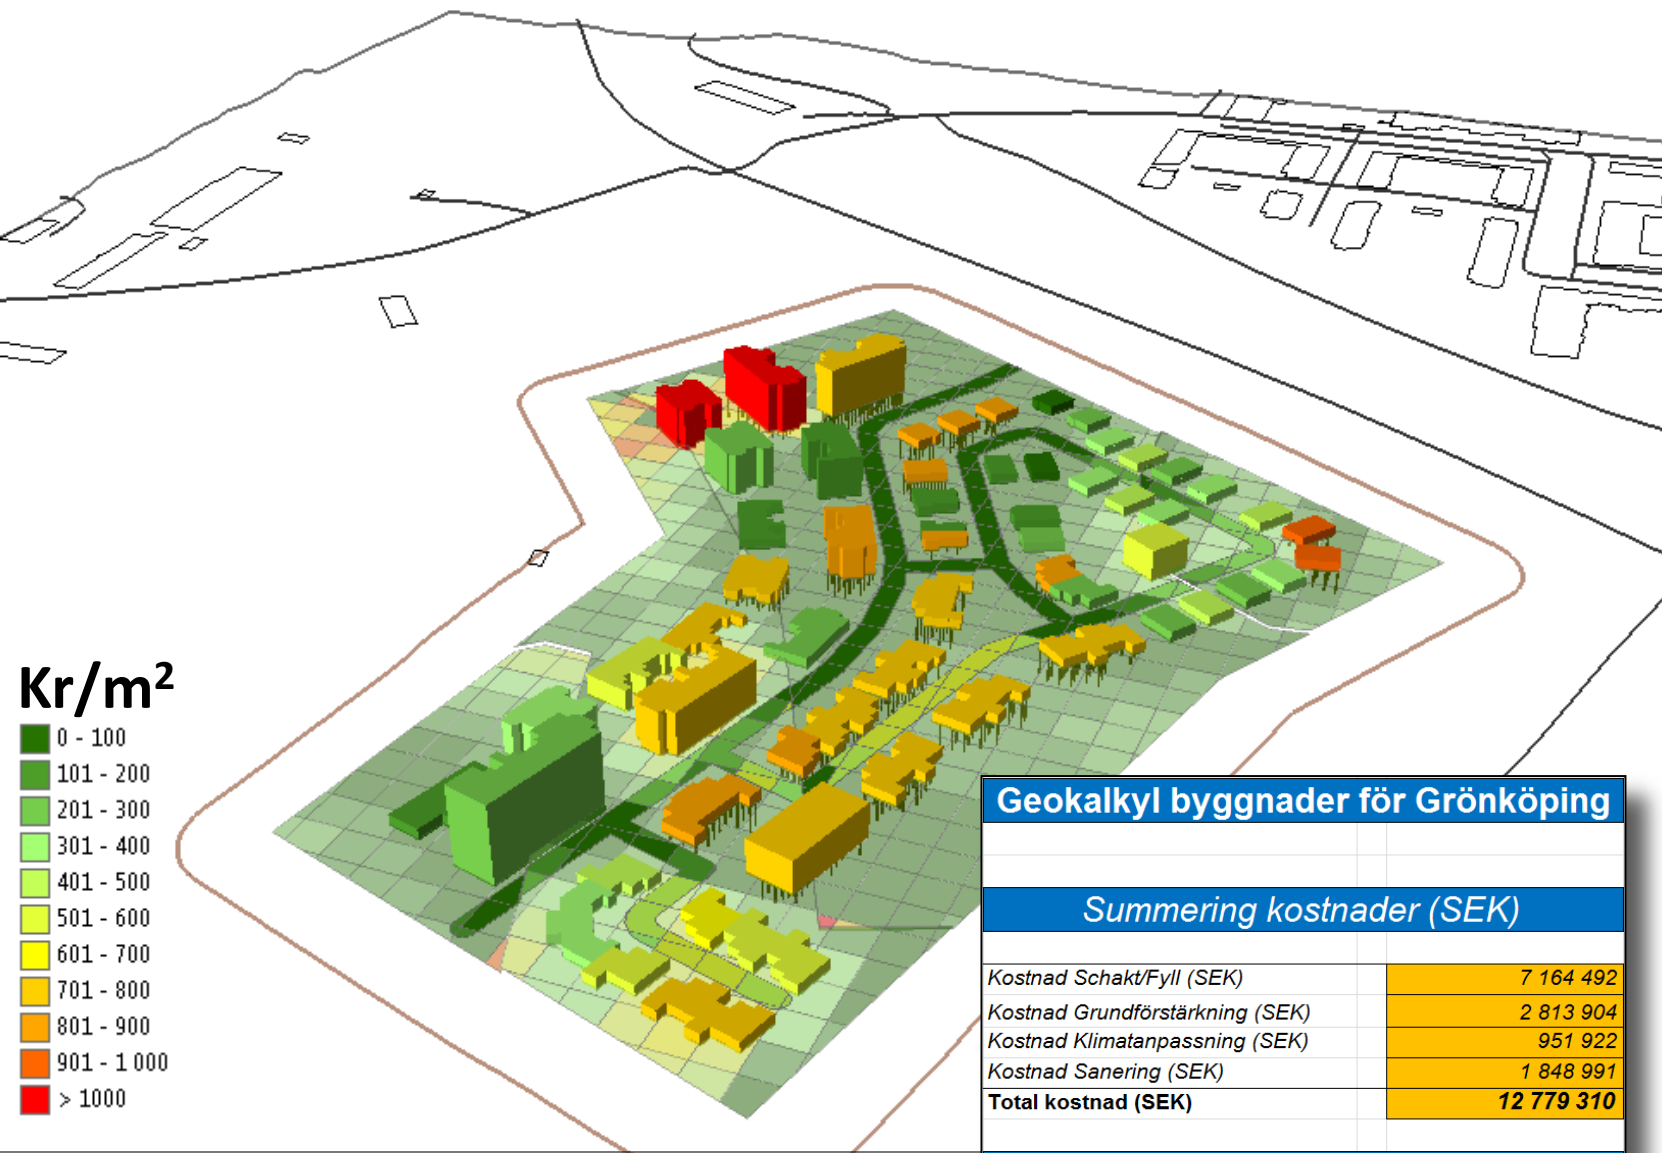 Kr/m²
0 - 100
101 - 200
201 - 300
301 - 400
401 - 500
501 - 600
601 - 700
701 - 800
801 - 900
901 - 1 000
> 1000
Geokalkyl byggnader för Grönköping
Summering kostnader (SEK)
Kostnad Schakt/Fyll (SEK) 7 164 492
Kostnad Grundförstärkning (SEK) 2 813 904
Kostnad Klimatanpassning (SEK) 951 922
Kostnad Sanering (SEK) 1 848 991
Total kostnad (SEK) 12 779 310